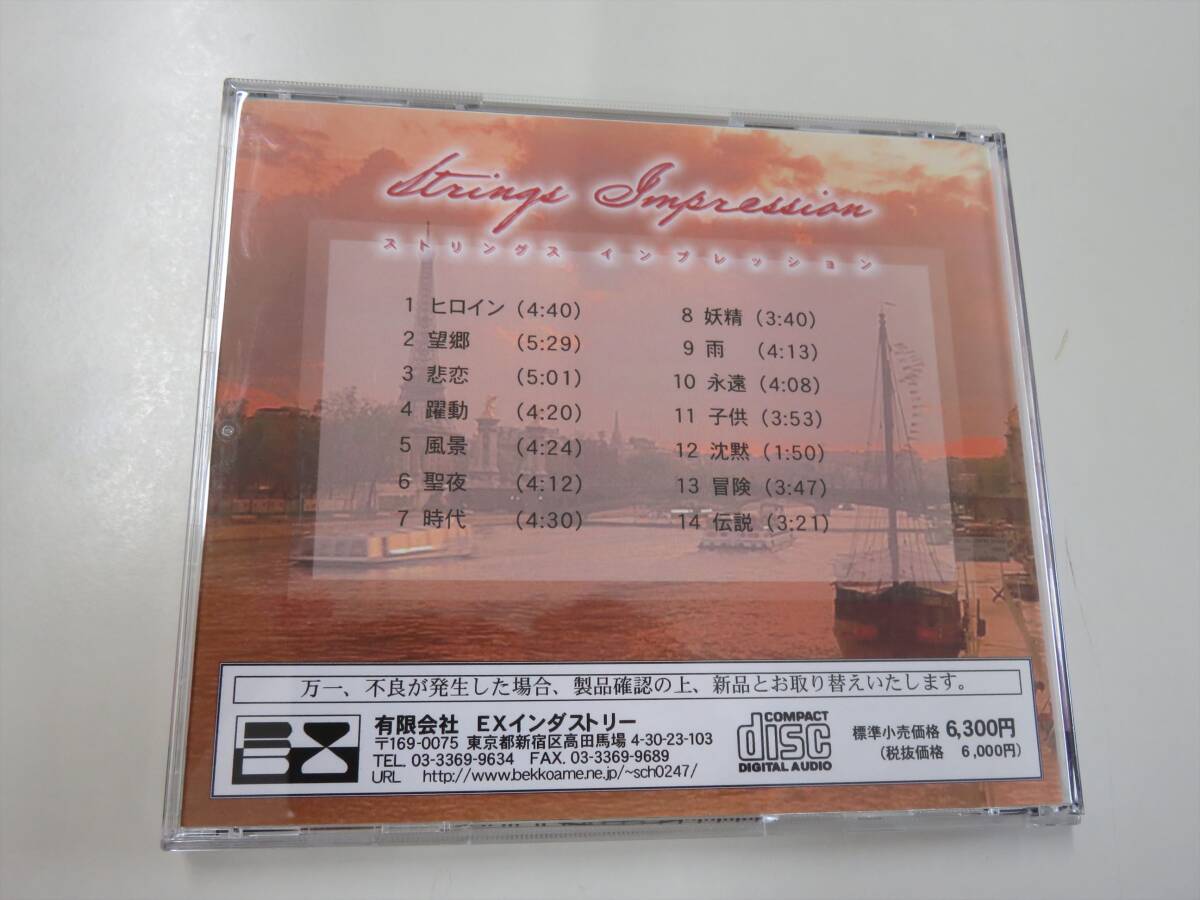 Strings Impression
ストリングス インプレッション
1 ヒロイン (4:40)
2 望郷 (5:29)
3 悲恋 (5:01)
4 躍動 (4:20)
5 風景 (4:24)
6 聖夜 (4:12)
7 時代 (4:30)
8 妖精 (3:40)
9 雨 (4:13)
10 永遠 (4:08)
11 子供 (3:53)
12 沈黙 (1:50)
13 冒険 (3:47)
14 伝説 (3:21)
万一、不良が発生した場合、製品確認の上、新品とお取り替えいたします。
EX
有限会社 EXインダストリー
〒169-0075 東京都新宿区高田馬場4-30-23-103
TEL. 03-3369-9634 FAX. 03-3369-9689
URL http://www.bekkoame.ne.jp/~sch0247/
COMPACT
disc
DIGITAL AUDIO
標準小売価格 6,300円
(税抜価格 6,000円)